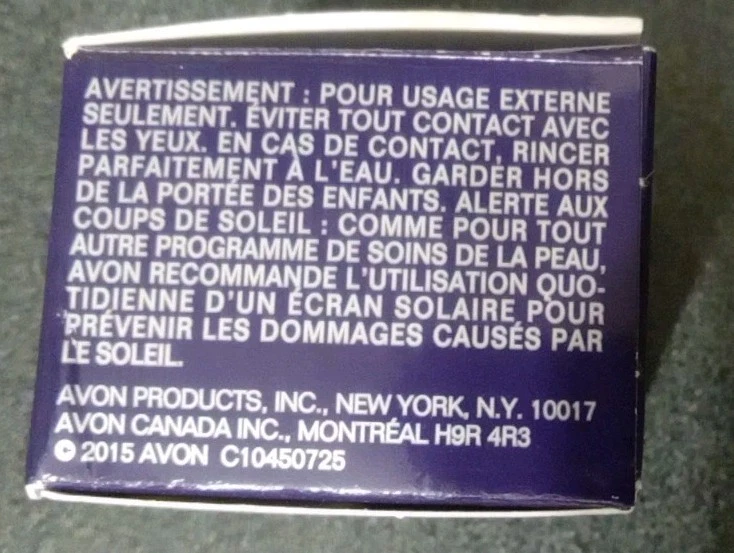 AVERTISSEMENT : POUR USAGE EXTERNE
SEULEMENT. ÉVITER TOUT CONTACT AVEC
LES YEUX. EN CAS DE CONTACT, RINCER
PARFAITEMENT À L'EAU. GARDER HORS
DE LA PORTÉE DES ENFANTS. ALERTE AUX
COUPS DE SOLEIL : COMME POUR TOUT
AUTRE PROGRAMME DE SOINS DE LA PEAU,
AVON RECOMMANDE L'UTILISATION QUO-
TIDIENNE D'UN ÉCRAN SOLAIRE POUR
PRÉVENIR LES DOMMAGES CAUSÉS PAR
LE SOLEIL.
AVON PRODUCTS, INC., NEW YORK, N.Y. 10017
AVON CANADA INC., MONTRÉAL H9R 4R3
© 2015 AVON C10450725